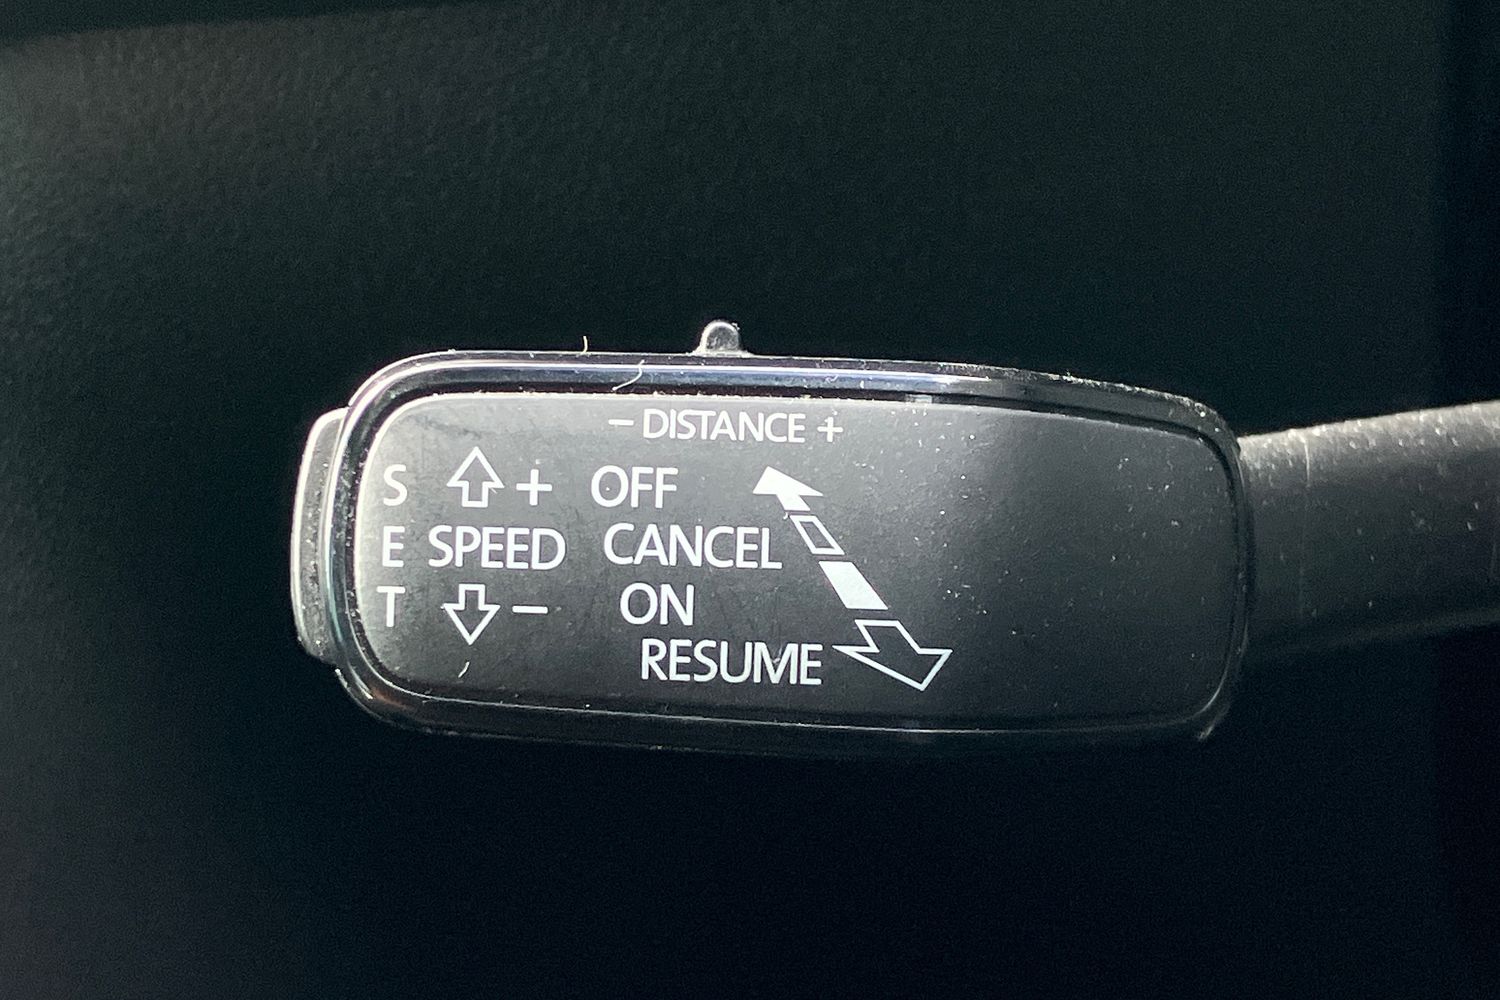 – DISTANCE +
S + OFF
E SPEED CANCEL
T – ON
RESUME